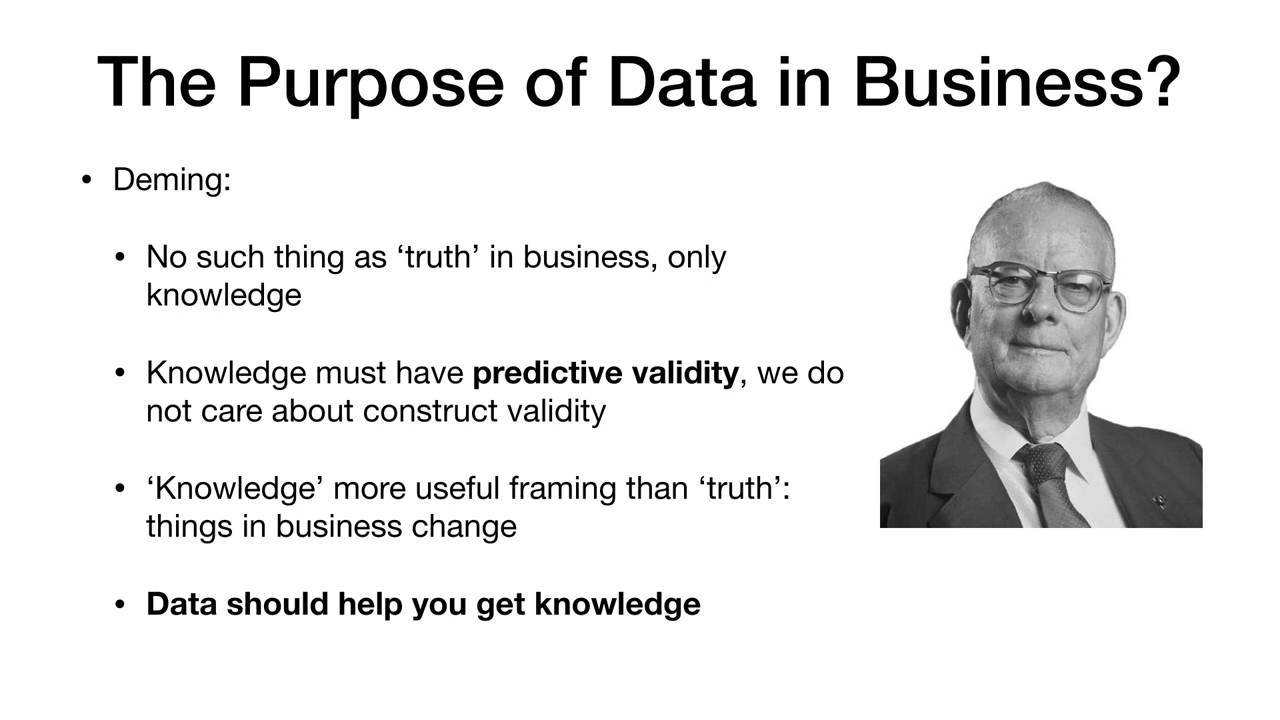 The Purpose of Data in Business?
• Deming:
• No such thing as ‘truth’ in business, only
knowledge
• Knowledge must have predictive validity, we do
not care about construct validity
• ‘Knowledge’ more useful framing than ‘truth’:
things in business change
• Data should help you get knowledge